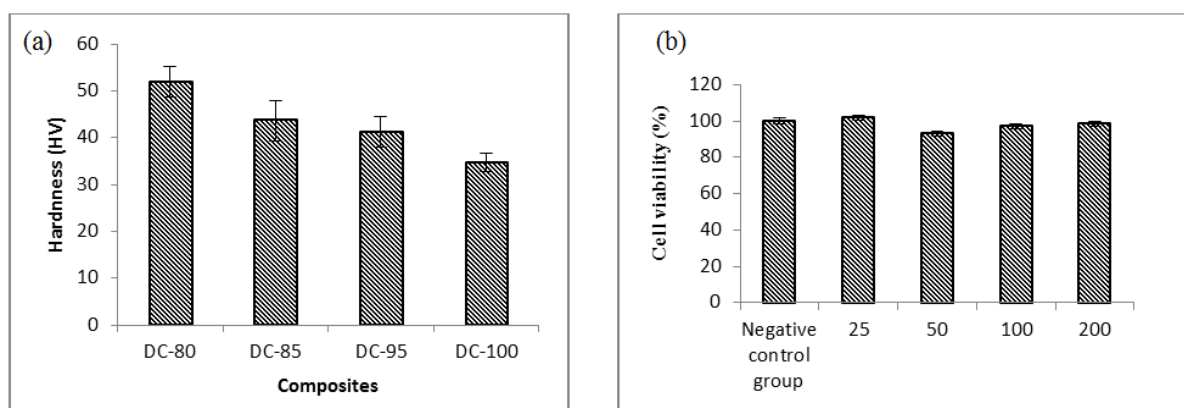 (a)
Hardnness (HV)
60
50
40
30
20
10
0
DC-80 DC-85 DC-95 DC-100
Composites
(b)
Cell viability (%)
120
100
80
60
40
20
0
Negative control group 25 50 100 200